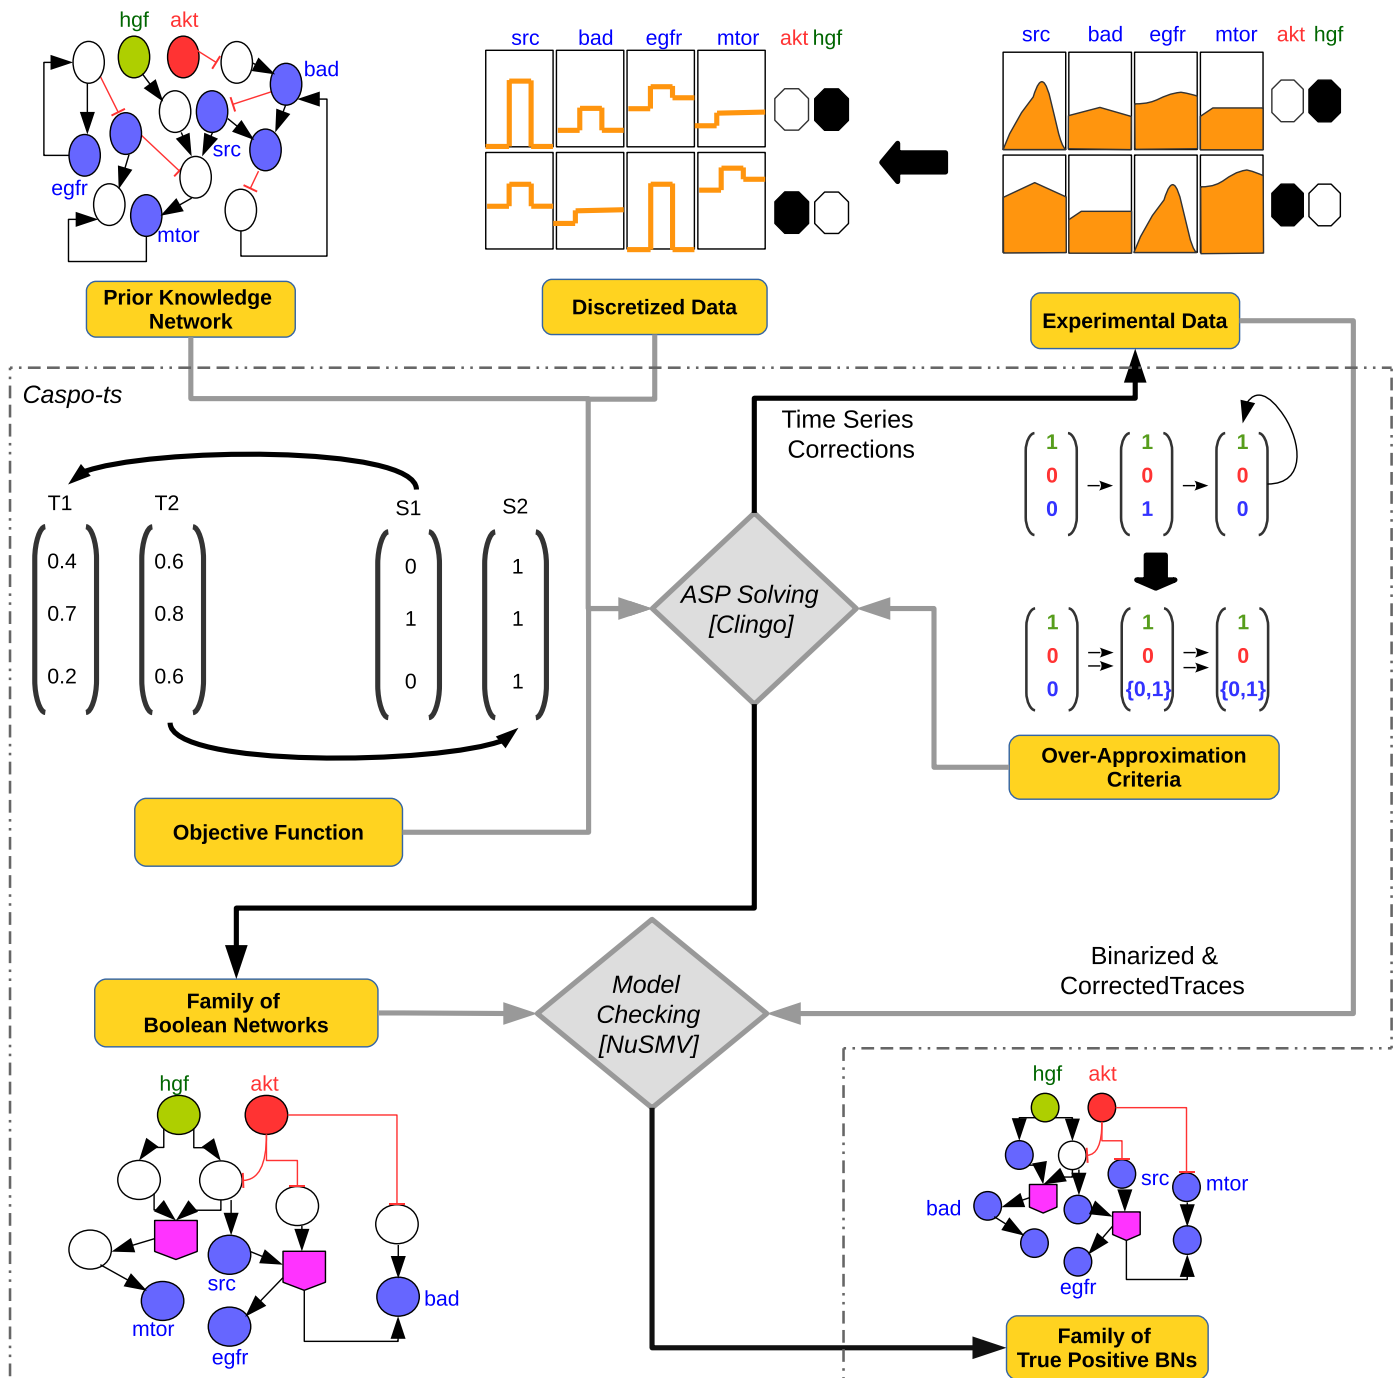 hgf akt
bad
src
egfr
mtor
Prior Knowledge
Network
src bad egfr mtor akt hgf
Discretized Data
src bad egfr mtor akt hgf
Experimental Data
Caspo-ts
T1 T2 S1 S2
0.4 0.6 0 1
0.7 0.8 1 1
0.2 0.6 0 1
Objective Function
Time Series
Corrections
ASP Solving
[Clingo]
1 1 1
0 0 0
0 1 0
1 1 1
0 0 0
0 {0,1} {0,1}
Over-Approximation
Criteria
Family of
Boolean Networks
Model
Checking
[NuSMV]
Binarized &
CorrectedTraces
hgf akt
src
bad
mtor
egfr
hgf akt
src mtor
bad
egfr
Family of
True Positive BNs